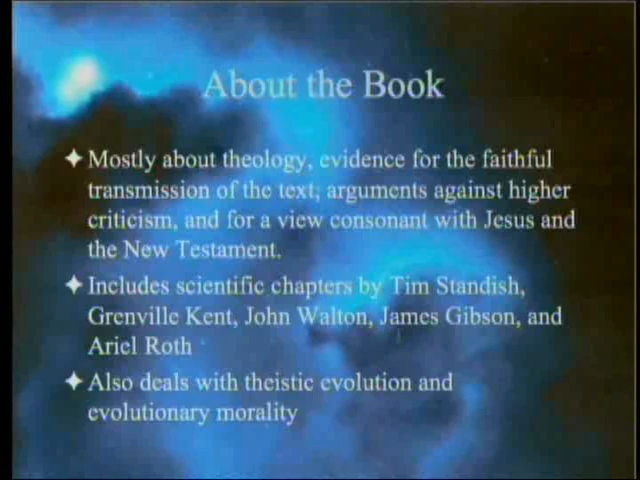 About the Book
Mostly about theology, evidence for the faithful
transmission of the text, arguments against higher
criticism, and for a view consonant with Jesus and
the New Testament.
Includes scientific chapters by Tim Standish,
Grenville Kent, John Walton, James Gibson, and
Ariel Roth
Also deals with theistic evolution and
evolutionary morality